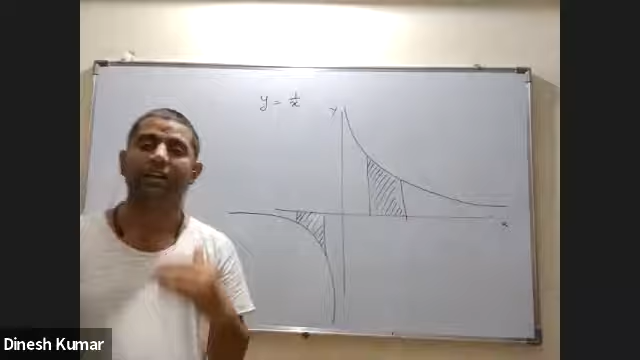 y = 1/x
y
x
Dinesh Kumar